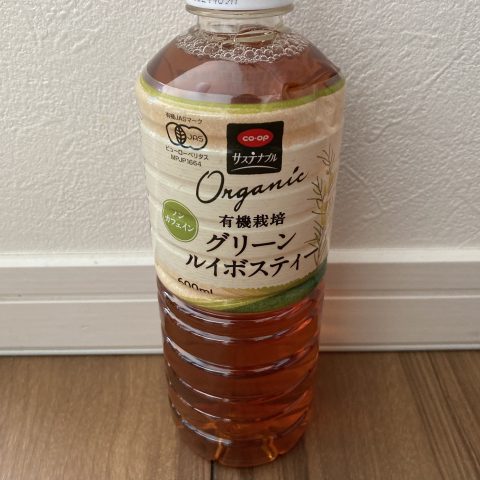 有機JASマーク
JAS
ビューローベリタス
MPJP1664
CO·OP
サステナブル
Organic
有機栽培
ノン
カフェイン
グリーン
ルイボスティー
600ml